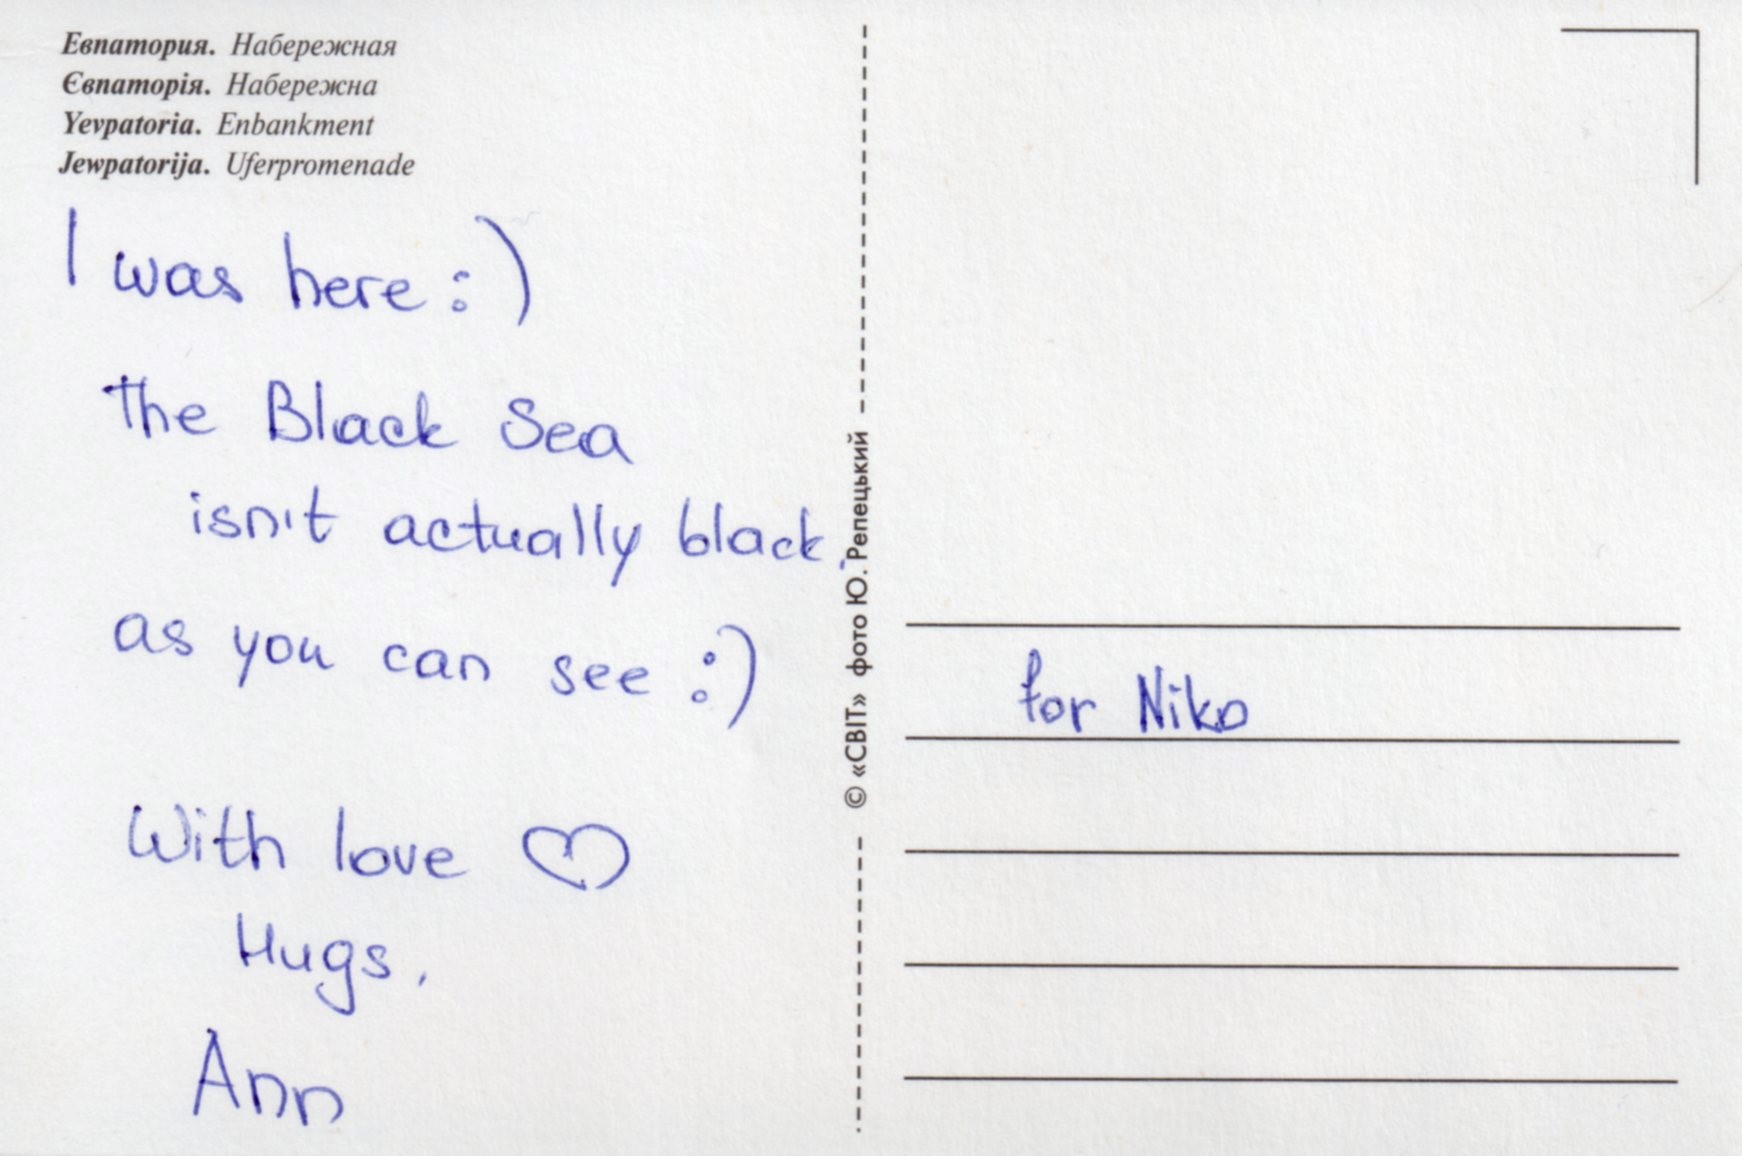 Евпатория. Набережная
Євпаторія. Набережна
Yevpatoria. Enbankment
Jewpatorija. Uferpromenade
I was here :)
The Black Sea
isn't actually black,
as you can see :)
With love ♡
Hugs,
Ann
© «СВІТ» фото Ю. Репецький
for Niko